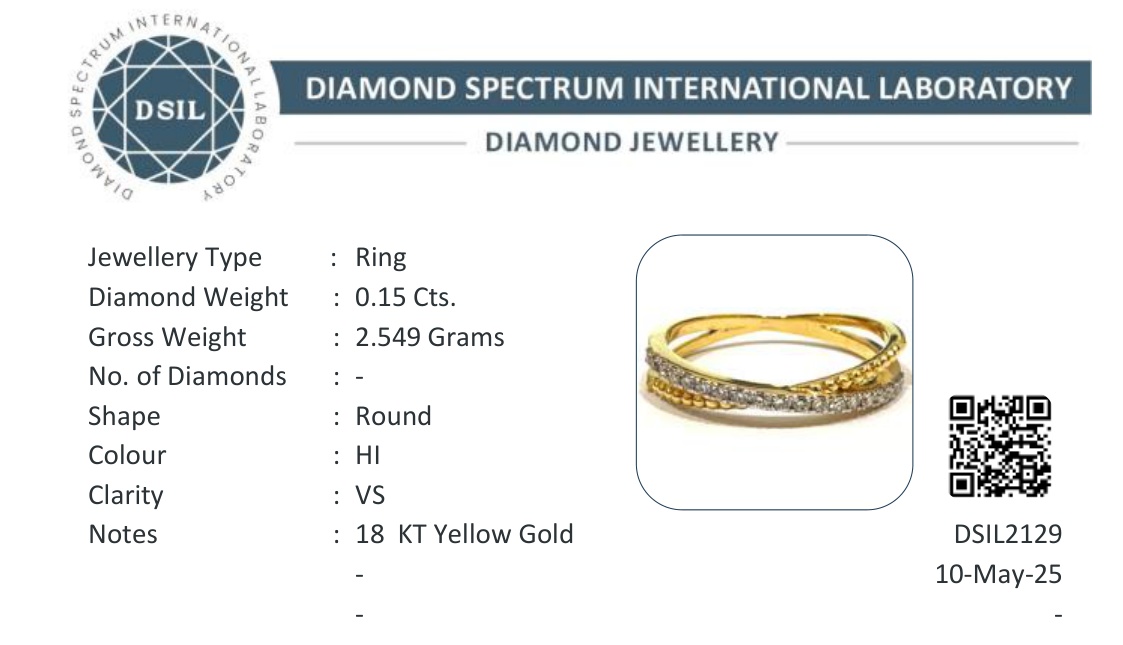 DIAMOND SPECTRUM INTERNATIONAL LABORATORY
DSIL
DIAMOND SPECTRUM INTERNATIONAL LABORATORY
DIAMOND JEWELLERY
Jewellery Type : Ring
Diamond Weight : 0.15 Cts.
Gross Weight : 2.549 Grams
No. of Diamonds : -
Shape : Round
Colour : HI
Clarity : VS
Notes : 18 KT Yellow Gold
DSIL2129
-
10-May-25
-
-